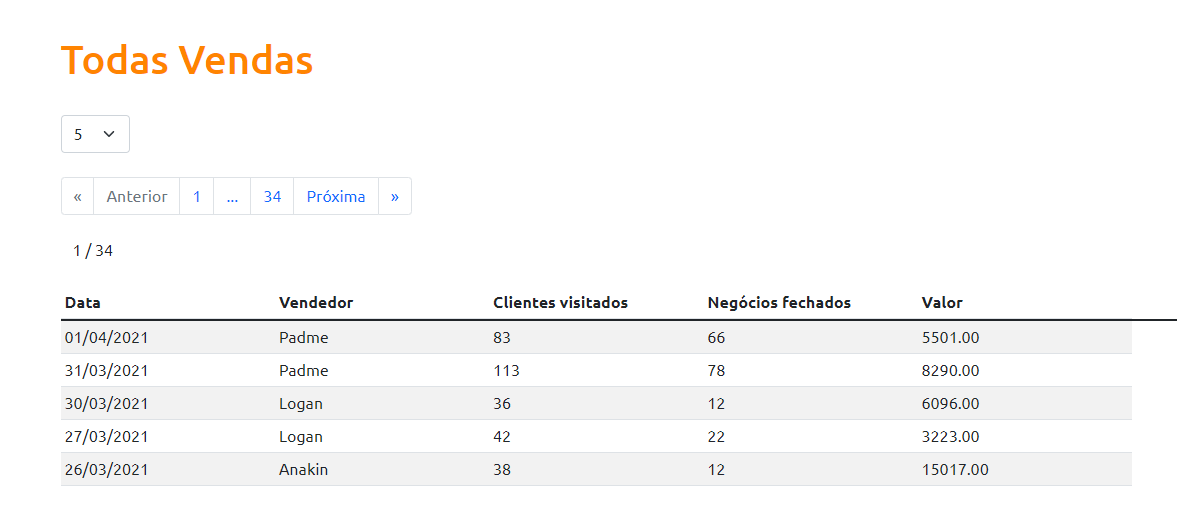 Todas Vendas
5
« Anterior 1 ... 34 Próxima »
1 / 34
Data Vendedor Clientes visitados Negócios fechados Valor
01/04/2021 Padme 83 66 5501.00
31/03/2021 Padme 113 78 8290.00
30/03/2021 Logan 36 12 6096.00
27/03/2021 Logan 42 22 3223.00
26/03/2021 Anakin 38 12 15017.00